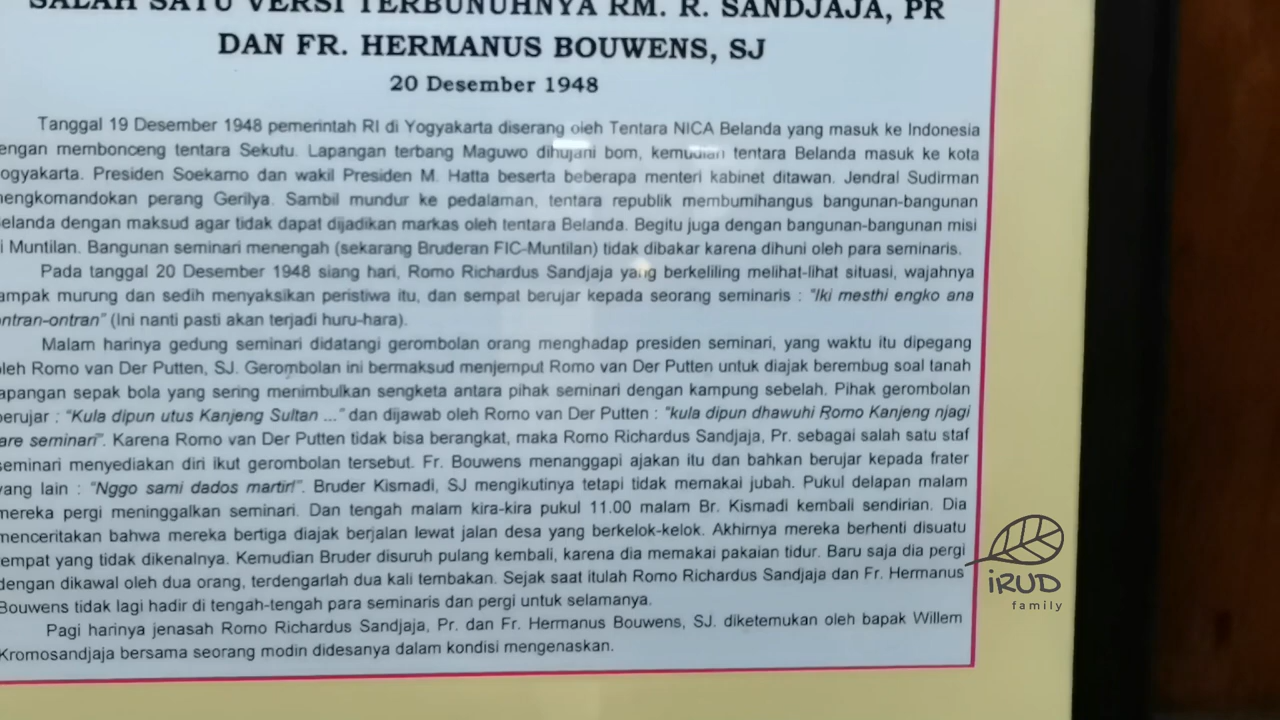 SALAH SATU VERSI TERBUNUHNYA RM. R. SANDJAJA, PR
DAN FR. HERMANUS BOUWENS, SJ
20 Desember 1948
Tanggal 19 Desember 1948 pemerintah RI di Yogyakarta diserang oleh Tentara NICA Belanda yang masuk ke Indonesia
engan membonceng tentara Sekutu. Lapangan terbang Maguwo dihujani bom, kemudian tentara Belanda masuk ke kota
ogyakarta. Presiden Soekarno dan wakil Presiden M. Hatta beserta beberapa menteri kabinet ditawan. Jendral Sudirman
engkomandokan perang Gerilya. Sambil mundur ke pedalaman, tentara republik membumihangus bangunan-bangunan
elanda dengan maksud agar tidak dapat dijadikan markas oleh tentara Belanda. Begitu juga dengan bangunan-bangunan misi
i Muntilan. Bangunan seminari menengah (sekarang Bruderan FIC-Muntilan) tidak dibakar karena dihuni oleh para seminaris.
Pada tanggal 20 Desember 1948 siang hari, Romo Richardus Sandjaja yang berkeliling melihat-lihat situasi, wajahnya
ampak murung dan sedih menyaksikan peristiwa itu, dan sempat berujar kepada seorang seminaris : "Iki mesthi engko ana
ontran-ontran" (Ini nanti pasti akan terjadi huru-hara).
Malam harinya gedung seminari didatangi gerombolan orang menghadap presiden seminari, yang waktu itu dipegang
oleh Romo van Der Putten, SJ. Gerombolan ini bermaksud menjemput Romo van Der Putten untuk diajak berembug soal tanah
apangan sepak bola yang sering menimbulkan sengketa antara pihak seminari dengan kampung sebelah. Pihak gerombolan
berujar : "Kula dipun utus Kanjeng Sultan ..." dan dijawab oleh Romo van Der Putten : "kula dipun dhawuhi Romo Kanjeng njagi
lare seminari". Karena Romo van Der Putten tidak bisa berangkat, maka Romo Richardus Sandjaja, Pr. sebagai salah satu staf
seminari menyediakan diri ikut gerombolan tersebut. Fr. Bouwens menanggapi ajakan itu dan bahkan berujar kepada frater
yang lain : "Nggo sami dados martir!". Bruder Kismadi, SJ mengikutinya tetapi tidak memakai jubah. Pukul delapan malam
mereka pergi meninggalkan seminari. Dan tengah malam kira-kira pukul 11.00 malam Br. Kismadi kembali sendirian. Dia
menceritakan bahwa mereka bertiga diajak berjalan lewat jalan desa yang berkelok-kelok. Akhirnya mereka berhenti disuatu
tempat yang tidak dikenalnya. Kemudian Bruder disuruh pulang kembali, karena dia memakai pakaian tidur. Baru saja dia pergi
dengan dikawal oleh dua orang, terdengarlah dua kali tembakan. Sejak saat itulah Romo Richardus Sandjaja dan Fr. Hermanus
Bouwens tidak lagi hadir di tengah-tengah para seminaris dan pergi untuk selamanya.
Pagi harinya jenasah Romo Richardus Sandjaja, Pr. dan Fr. Hermanus Bouwens, SJ. diketemukan oleh bapak Willem
Kromosandjaja bersama seorang modin didesanya dalam kondisi mengenaskan.
iRUD
family